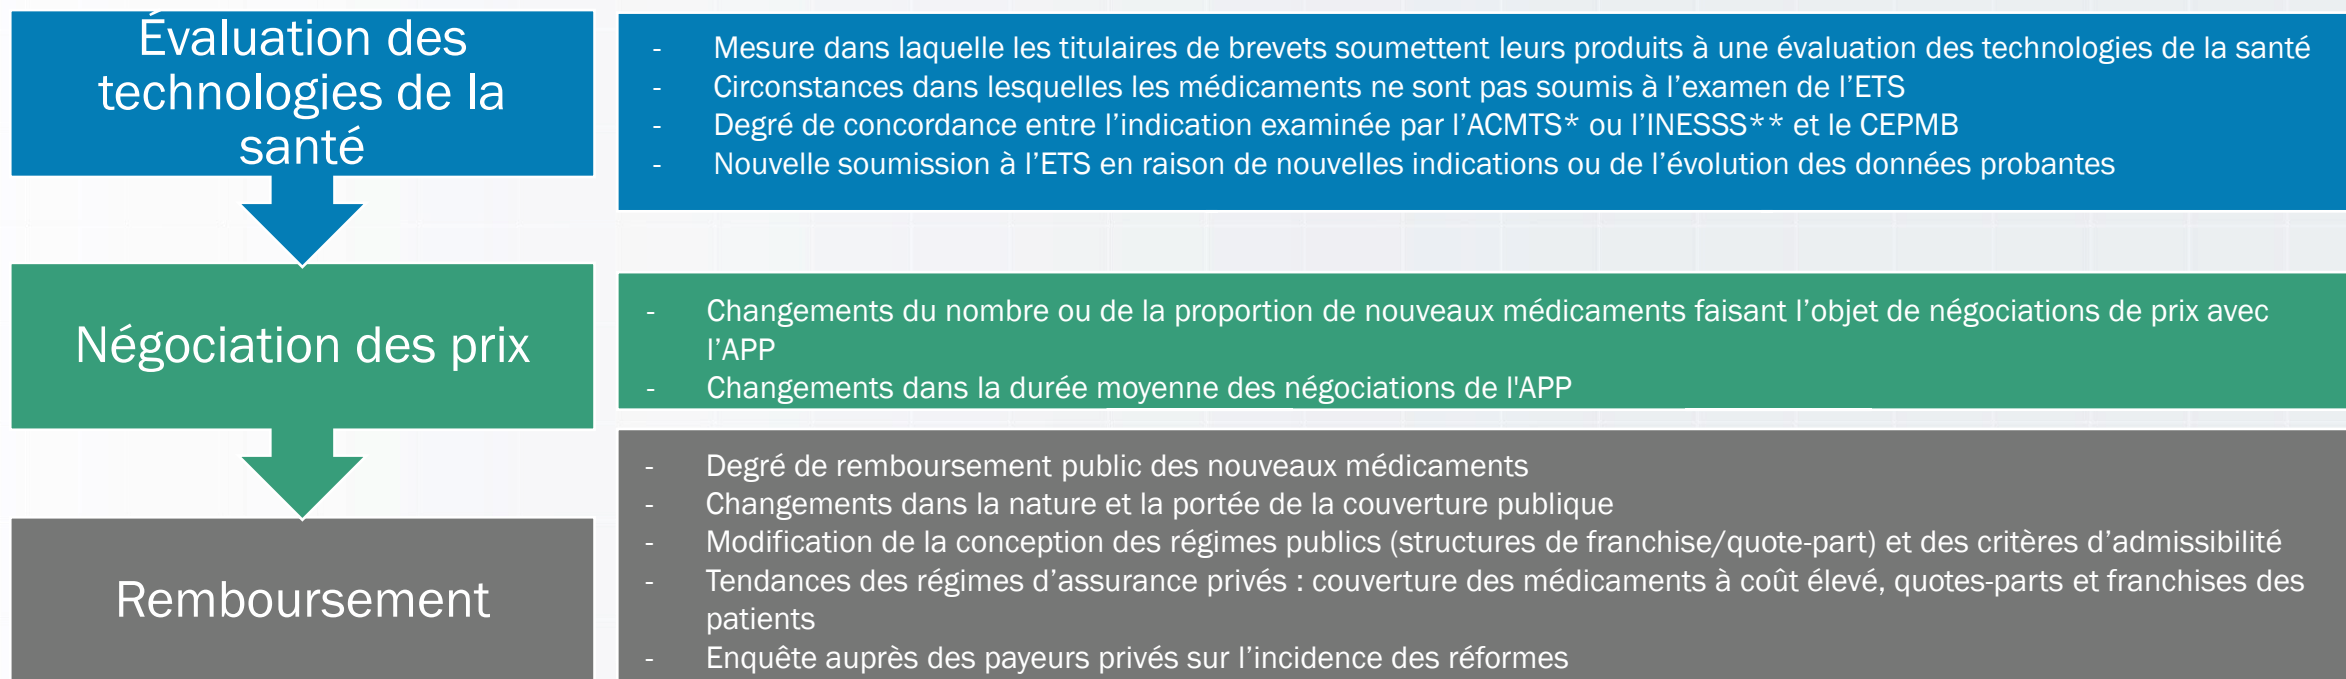 Évaluation des
technologies de la
santé
- Mesure dans laquelle les titulaires de brevets soumettent leurs produits à une évaluation des technologies de la santé
- Circonstances dans lesquelles les médicaments ne sont pas soumis à l’examen de l’ETS
- Degré de concordance entre l’indication examinée par l’ACMTS* ou l’INESSS** et le CEPMB
- Nouvelle soumission à l’ETS en raison de nouvelles indications ou de l’évolution des données probantes
Négociation des prix
- Changements du nombre ou de la proportion de nouveaux médicaments faisant l’objet de négociations de prix avec
l’APP
- Changements dans la durée moyenne des négociations de l'APP
Remboursement
- Degré de remboursement public des nouveaux médicaments
- Changements dans la nature et la portée de la couverture publique
- Modification de la conception des régimes publics (structures de franchise/quote-part) et des critères d’admissibilité
- Tendances des régimes d’assurance privés : couverture des médicaments à coût élevé, quotes-parts et franchises des
patients
- Enquête auprès des payeurs privés sur l’incidence des réformes